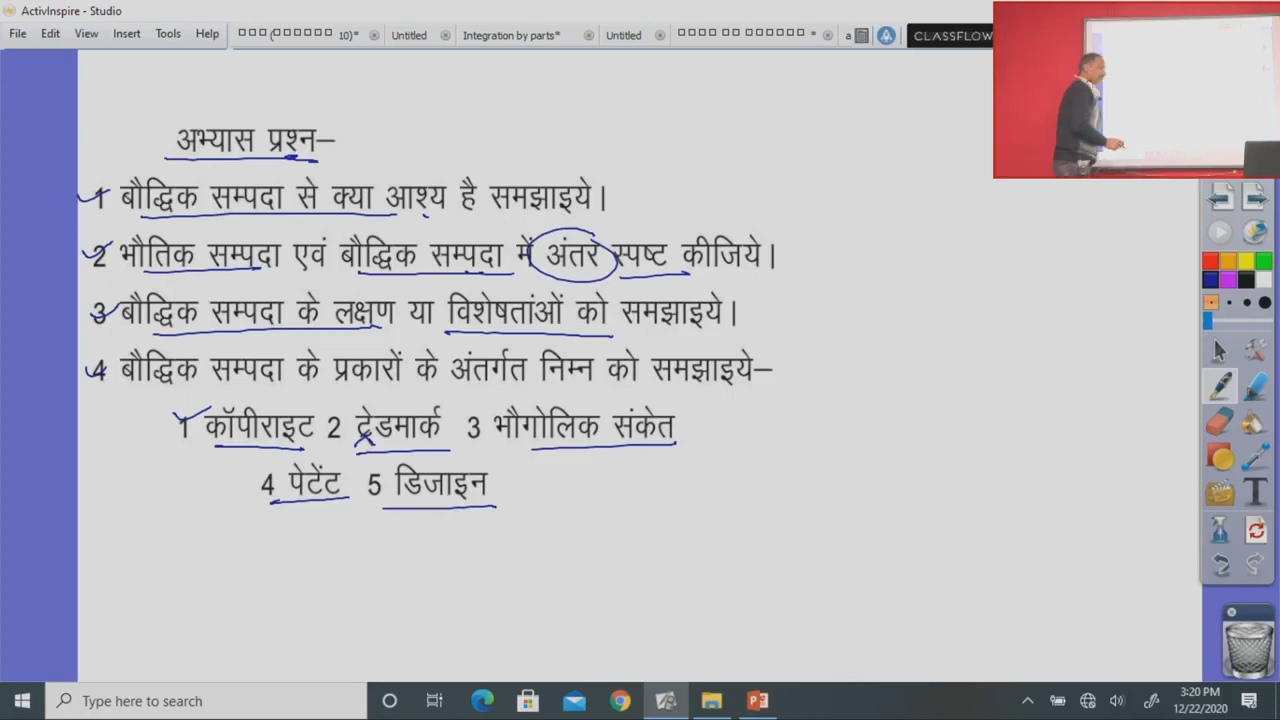 ActivInspire - Studio
File Edit View Insert Tools Help 10)* Untitled Integration by parts* Untitled * a CLASSFLOW
अभ्यास प्रश्न–
1 बौद्धिक सम्पदा से क्या आश्य है समझाइये।
2 भौतिक सम्पदा एवं बौद्धिक सम्पदा में अंतर स्पष्ट कीजिये।
3 बौद्धिक सम्पदा के लक्षण या विशेषतांओं को समझाइये।
4 बौद्धिक सम्पदा के प्रकारों के अंतर्गत निम्न को समझाइये–
1 कॉपीराइट 2 ट्रेडमार्क 3 भौगोलिक संकेत
4 पेटेंट 5 डिजाइन
Type here to search
3:20 PM
12/22/2020